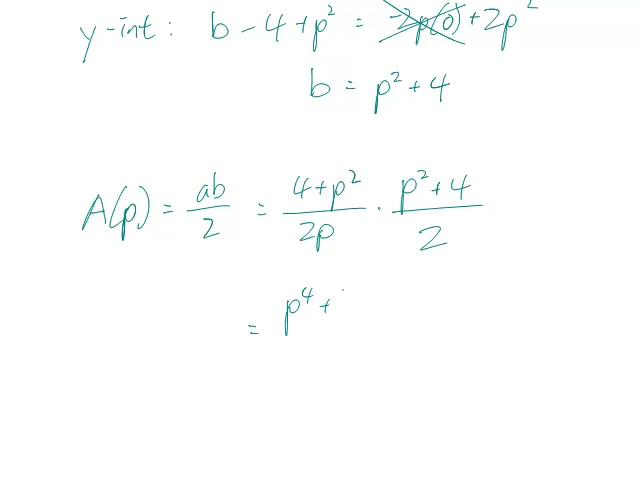 y-int: b - 4 + p² = -2p(0) + 2p²
b = p² + 4
A(p) = ab/2 = (4+p²)/2p · (p²+4)/2
= p⁴ +